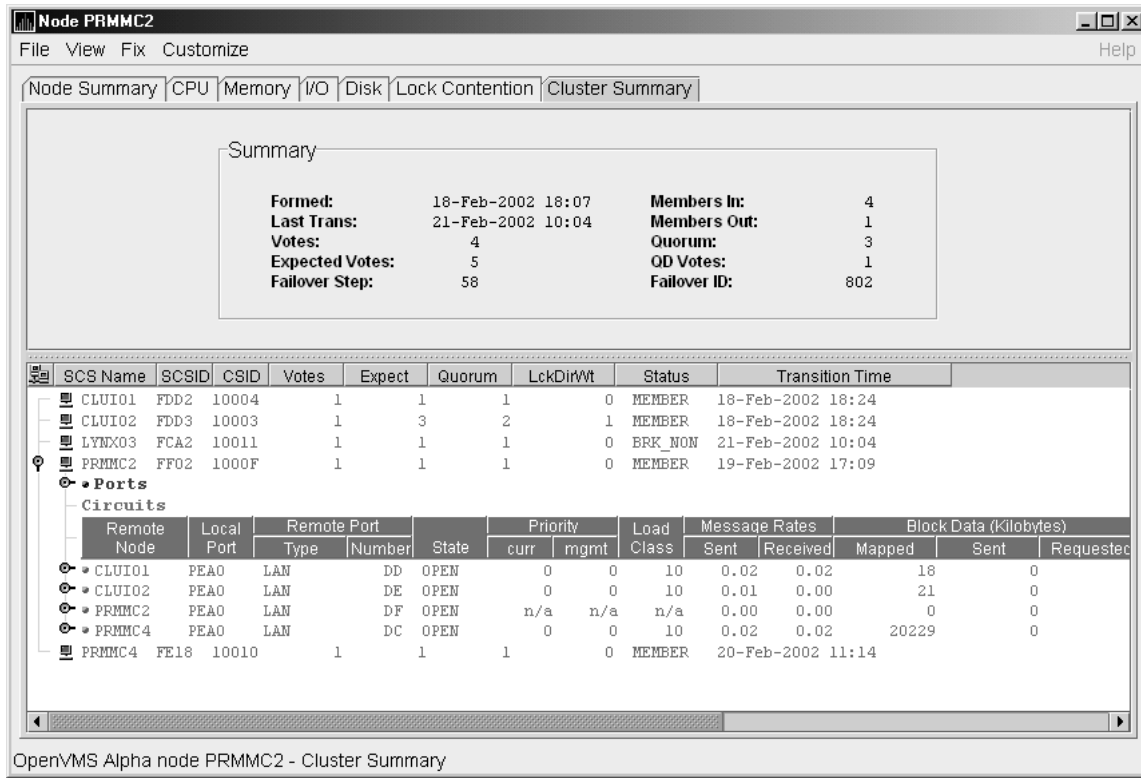 Node PRMMC2
File View Fix Customize Help
Node Summary CPU Memory I/O Disk Lock Contention Cluster Summary
Summary
Formed: 18-Feb-2002 18:07 Members In: 4
Last Trans: 21-Feb-2002 10:04 Members Out: 1
Votes: 4 Quorum: 3
Expected Votes: 5 QD Votes: 1
Failover Step: 58 Failover ID: 802
SCS Name SCSID CSID Votes Expect Quorum LckDirWt Status Transition Time
CLUI01 FDD2 10004 1 1 1 0 MEMBER 18-Feb-2002 18:24
CLUI02 FDD3 10003 1 3 2 1 MEMBER 18-Feb-2002 18:24
LYNX03 FCA2 10011 1 1 1 0 BRK_NON 21-Feb-2002 10:04
PRMMC2 FF02 1000F 1 1 1 0 MEMBER 19-Feb-2002 17:09
Ports
Circuits
Remote Local Remote Port Priority Load Message Rates Block Data (Kilobytes)
Node Port Type Number State curr mgmt Class Sent Received Mapped Sent Requested
CLUI01 PEA0 LAN DD OPEN 0 0 10 0.02 0.02 18 0
CLUI02 PEA0 LAN DE OPEN 0 0 10 0.01 0.00 21 0
PRMMC2 PEA0 LAN DF OPEN n/a n/a n/a 0.00 0.00 0 0
PRMMC4 PEA0 LAN DC OPEN 0 0 10 0.02 0.02 20229 0
PRMMC4 FE18 10010 1 1 1 0 MEMBER 20-Feb-2002 11:14
OpenVMS Alpha node PRMMC2 - Cluster Summary